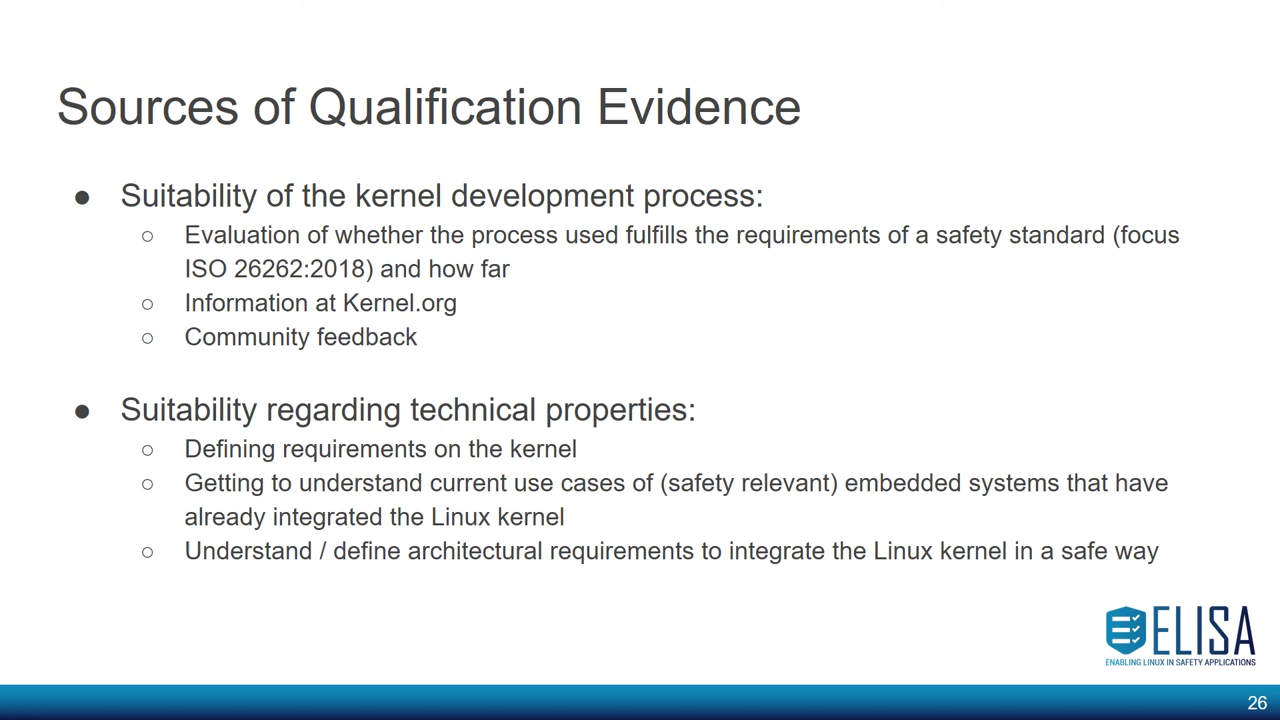 Sources of Qualification Evidence
● Suitability of the kernel development process:
○ Evaluation of whether the process used fulfills the requirements of a safety standard (focus
ISO 26262:2018) and how far
○ Information at Kernel.org
○ Community feedback
● Suitability regarding technical properties:
○ Defining requirements on the kernel
○ Getting to understand current use cases of (safety relevant) embedded systems that have
already integrated the Linux kernel
○ Understand / define architectural requirements to integrate the Linux kernel in a safe way
ELISA
ENABLING LINUX IN SAFETY APPLICATIONS
26